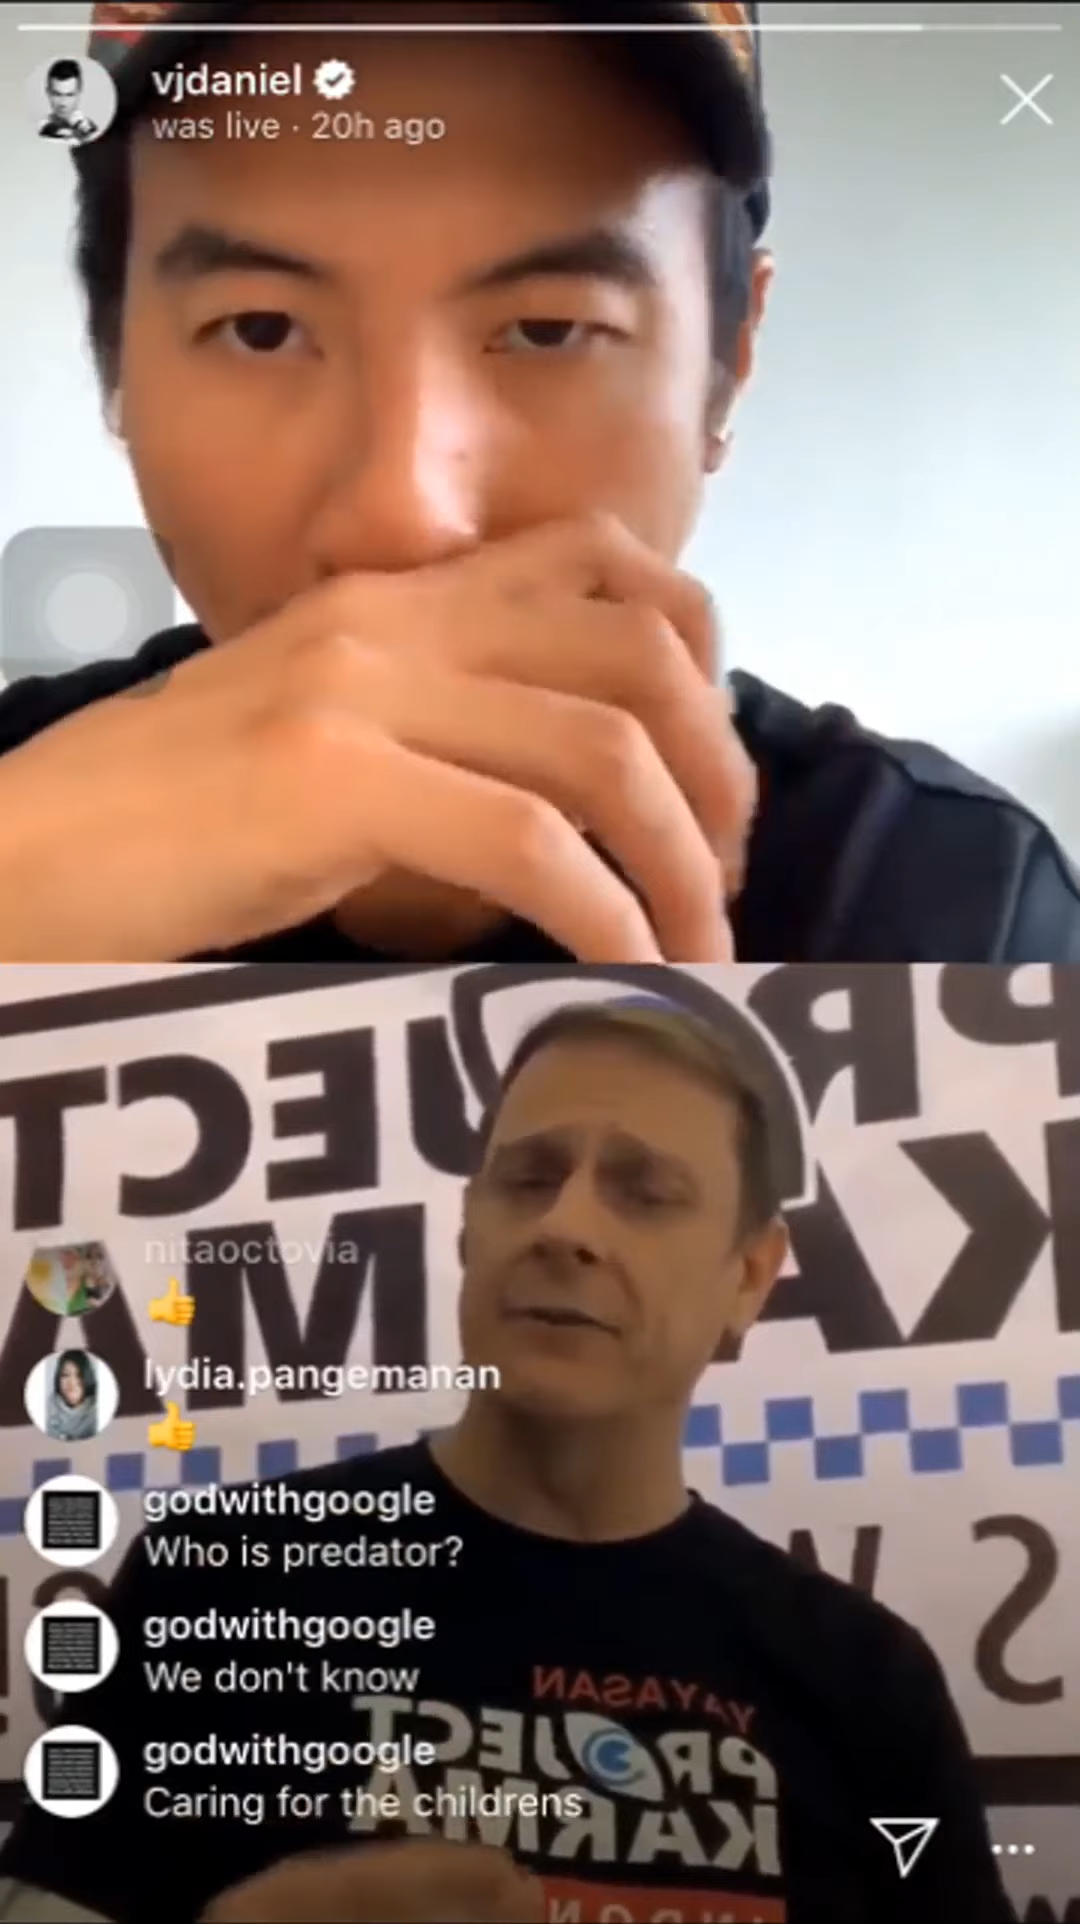 vjdaniel
was live · 20h ago
PROJECT
KARMA
nitaoctovia
👍
lydia.pangemanan
👍
godwithgoogle
Who is predator?
godwithgoogle
We don't know
godwithgoogle
Caring for the childrens
YAYASAN
PROJECT
KARMA